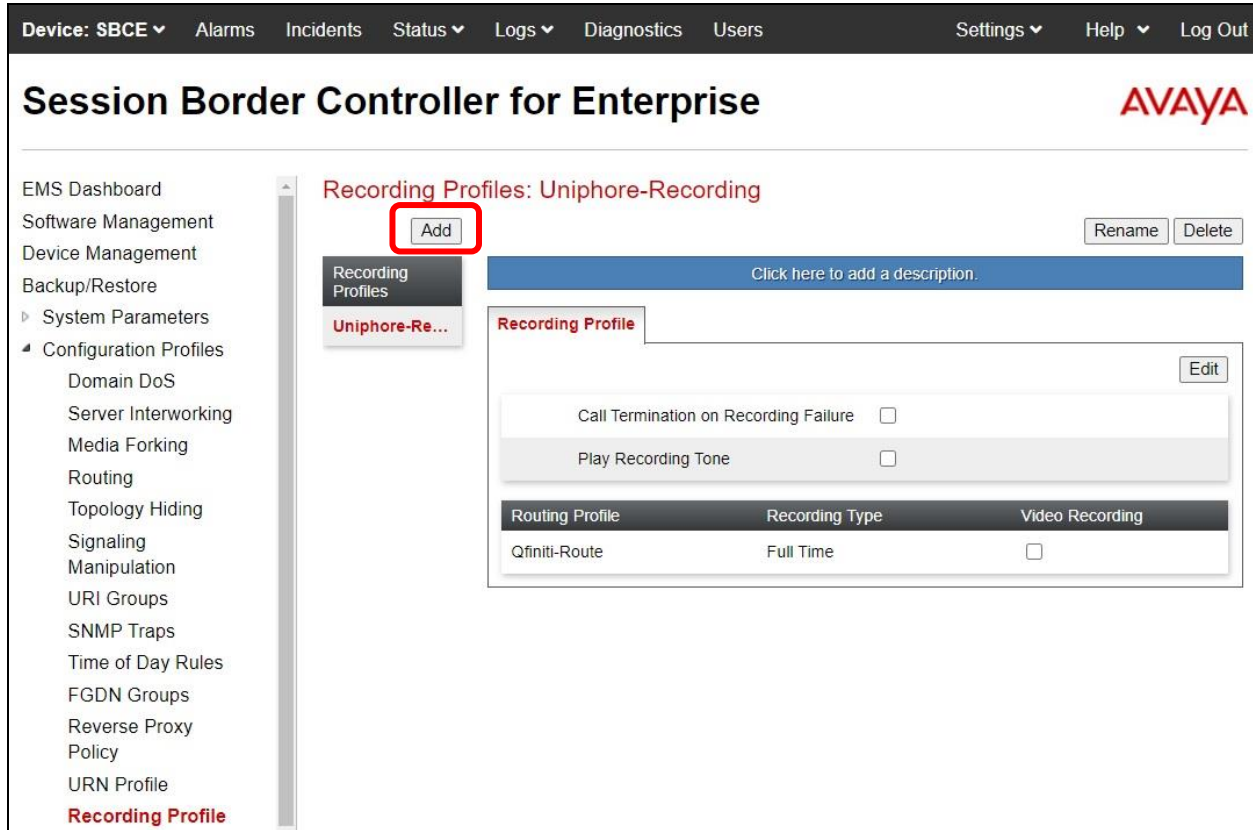 Device: SBCE Alarms Incidents Status Logs Diagnostics Users Settings Help Log Out
Session Border Controller for Enterprise
AVAYA
EMS Dashboard
Software Management
Device Management
Backup/Restore
System Parameters
Configuration Profiles
Domain DoS
Server Interworking
Media Forking
Routing
Topology Hiding
Signaling
Manipulation
URI Groups
SNMP Traps
Time of Day Rules
FGDN Groups
Reverse Proxy
Policy
URN Profile
Recording Profile
Recording Profiles: Uniphore-Recording
Add
Rename Delete
Recording
Profiles
Uniphore-Re...
Click here to add a description.
Recording Profile
Edit
Call Termination on Recording Failure
Play Recording Tone
Routing Profile Recording Type Video Recording
Qfiniti-Route Full Time